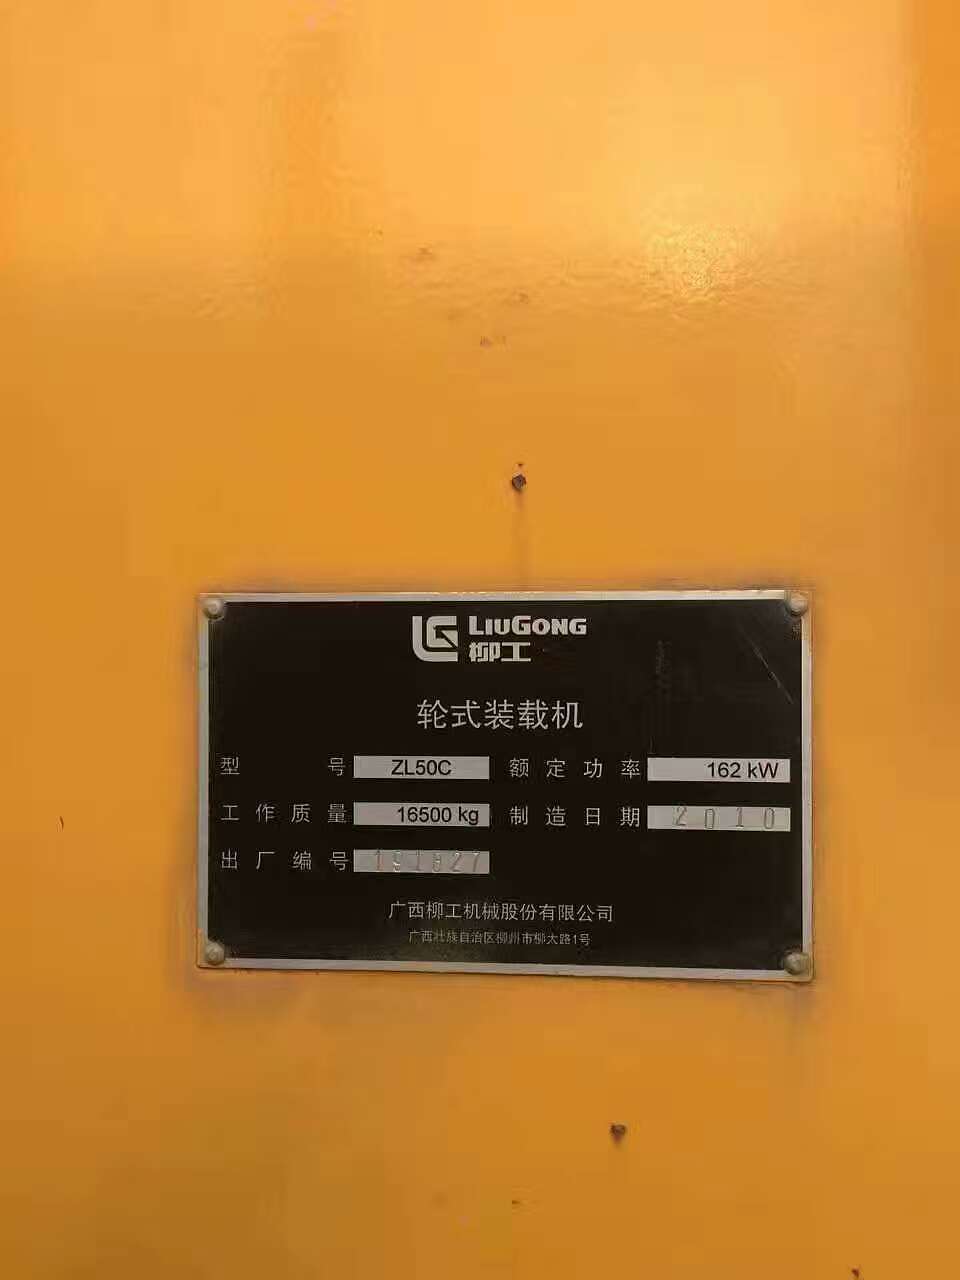 LIUGONG
柳工
轮式装载机
型号 ZL50C 额定功率 162 kW
工作质量 16500 kg 制造日期 2010
出厂编号 191827
广西柳工机械股份有限公司
广西壮族自治区柳州市柳太路1号